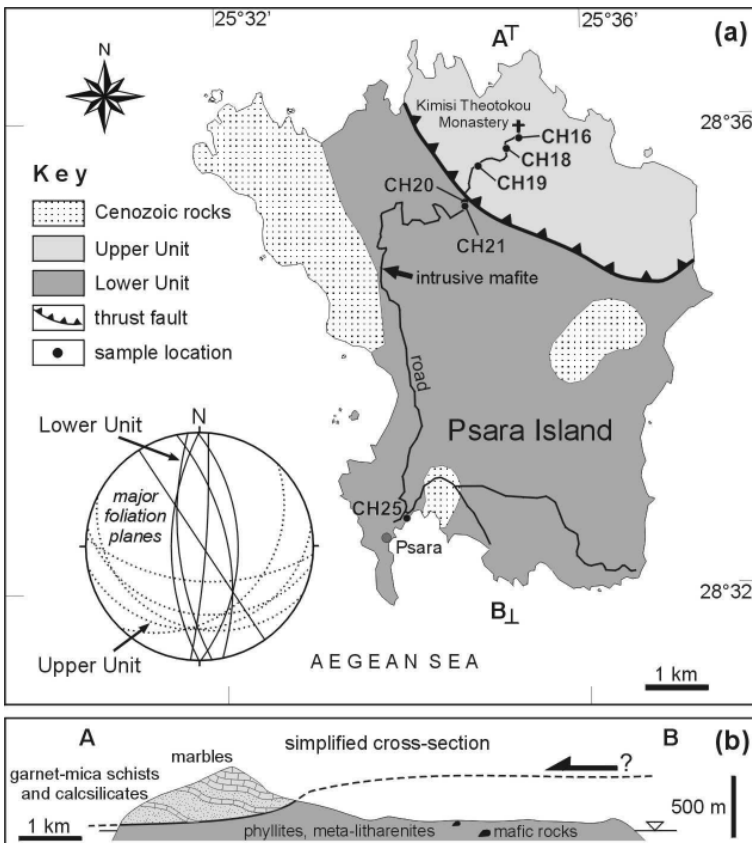 25°32’
25°36’
(a)
A
N
Kimisi Theotokou
Monastery
28°36
CH16
CH18
CH19
CH20
CH21
Key
Cenozoic rocks
Upper Unit
Lower Unit
thrust fault
sample location
intrusive mafite
road
Psara Island
N
Lower Unit
major
foliation
planes
Upper Unit
CH25
Psara
28°32
B
AEGEAN SEA
1 km
A
simplified cross-section
B
(b)
marbles
garnet-mica schists
and calcsilicates
?
500 m
1 km
phyllites, meta-litharenites
mafic rocks